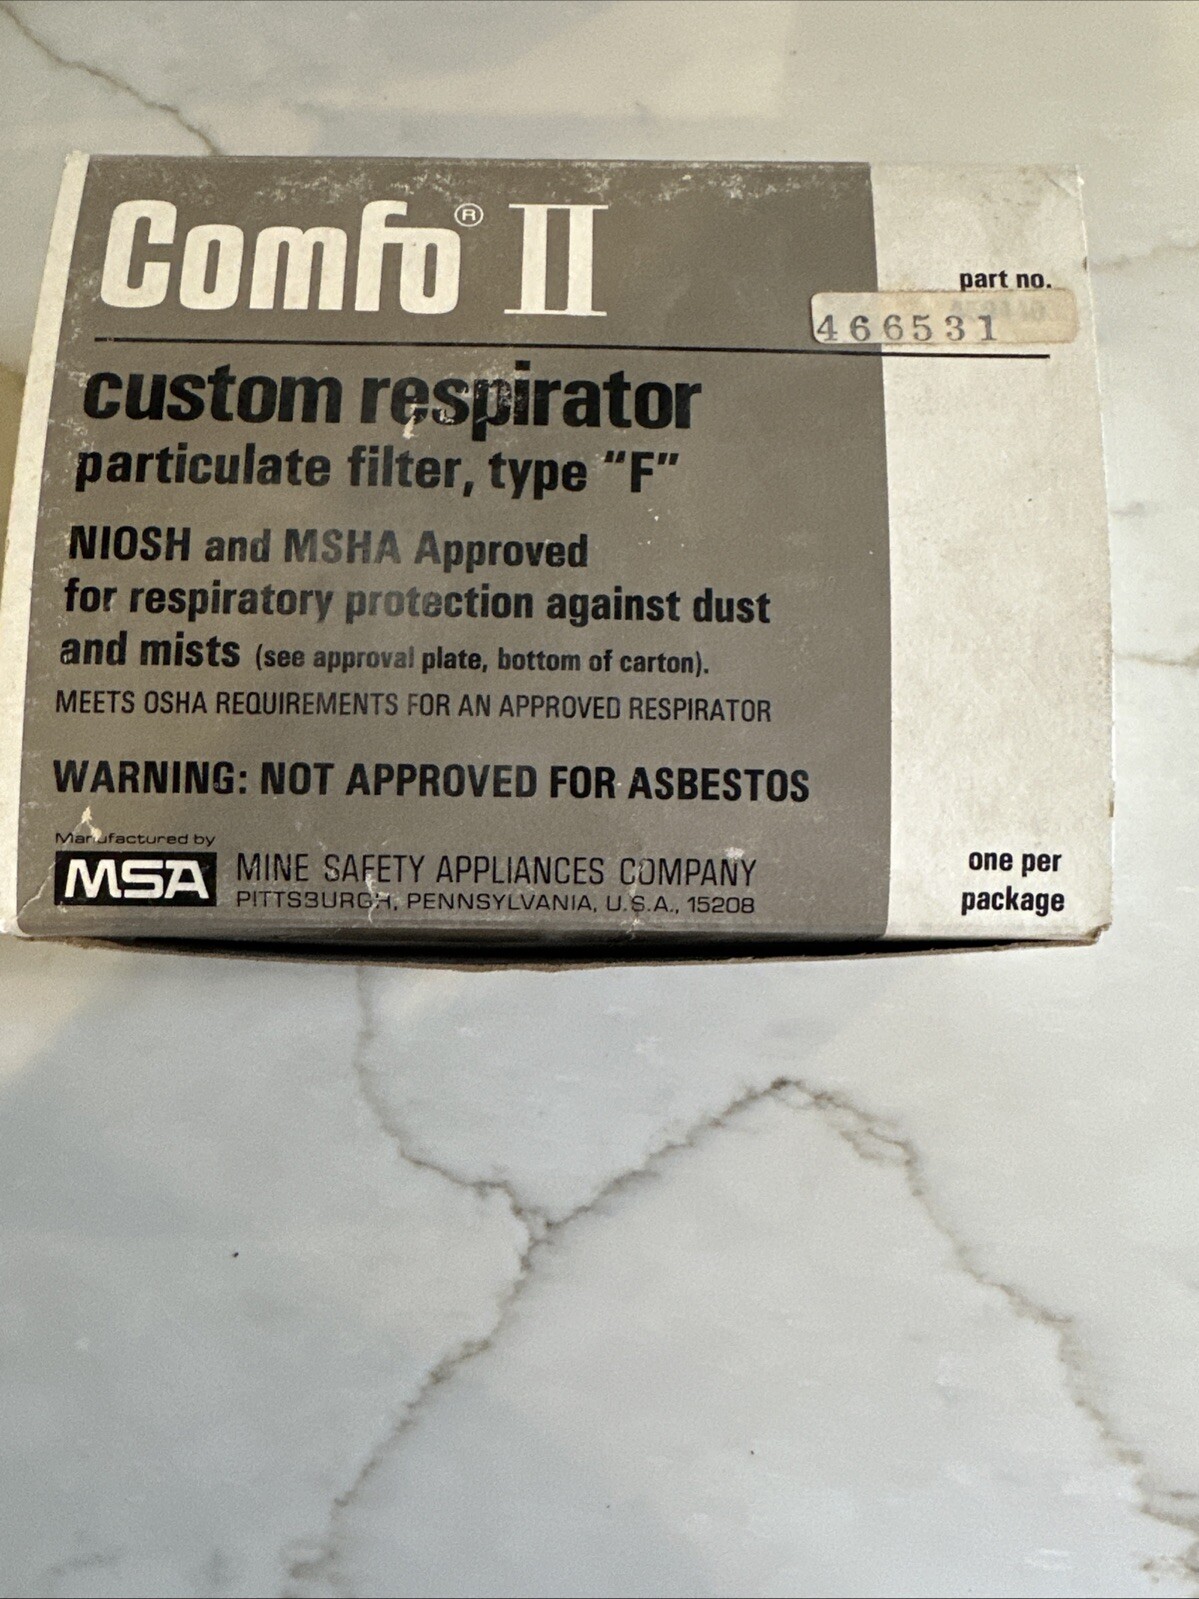 Comfo® II
part no.
466531
custom respirator
particulate filter, type “F”
NIOSH and MSHA Approved
for respiratory protection against dust
and mists (see approval plate, bottom of carton).
MEETS OSHA REQUIREMENTS FOR AN APPROVED RESPIRATOR
WARNING: NOT APPROVED FOR ASBESTOS
Manufactured by
MSA MINE SAFETY APPLIANCES COMPANY
PITTSBURGH, PENNSYLVANIA, U.S.A., 15208
one per
package